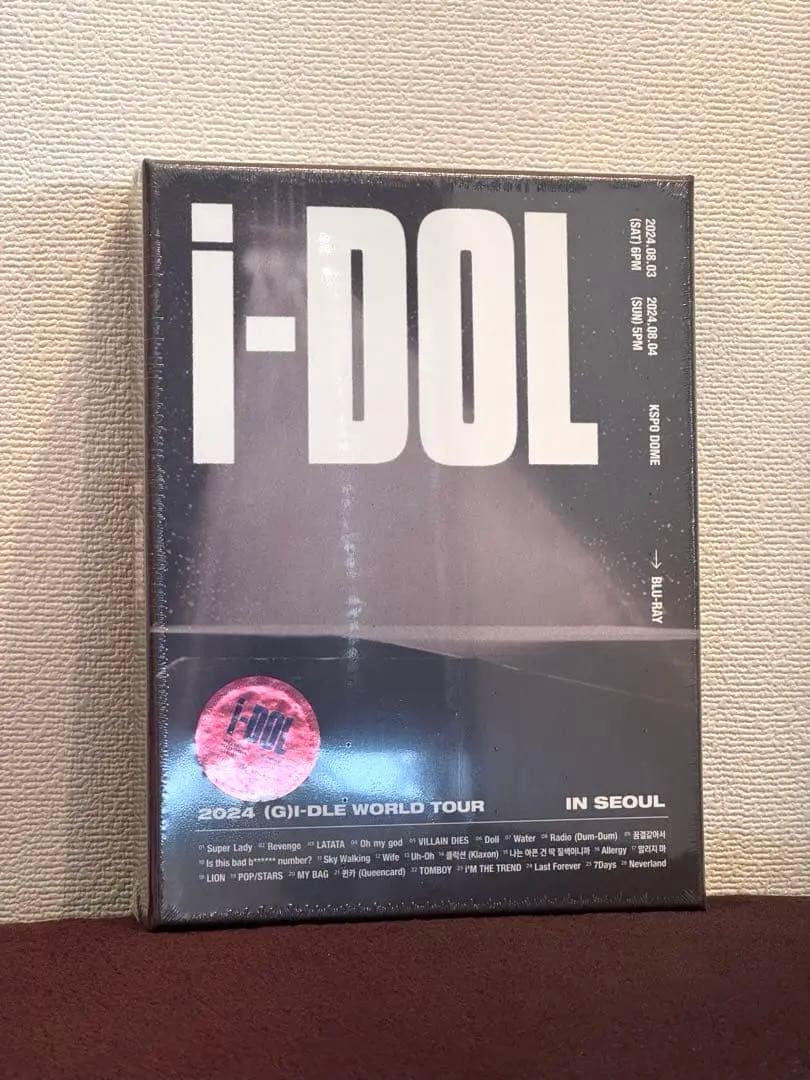 i-DOL
2024.08.03
(SAT) 6PM
2024.08.04
(SUN) 5PM
KSPO DOME
→ BLU-RAY
i-DOL
2024 (G)I-DLE WORLD TOUR
IN SEOUL
01 Super Lady 02 Revenge 03 LATATA 04 Oh my god 05 VILLAIN DIES 06 Doll 07 Water 08 Radio (Dum-Dum) 09 꿈결같아서
10 Is this bad b****** number? 11 Sky Walking 12 Wife 13 Uh-Oh 14 클락션 (Klaxon) 15 나는 아픈 건 딱 질색이니까 16 Allergy 17 말리지 마
18 LION 19 POP/STARS 20 MY BAG 21 퀸카 (Queencard) 22 TOMBOY 23 I'M THE TREND 24 Last Forever 25 7Days 26 Neverland